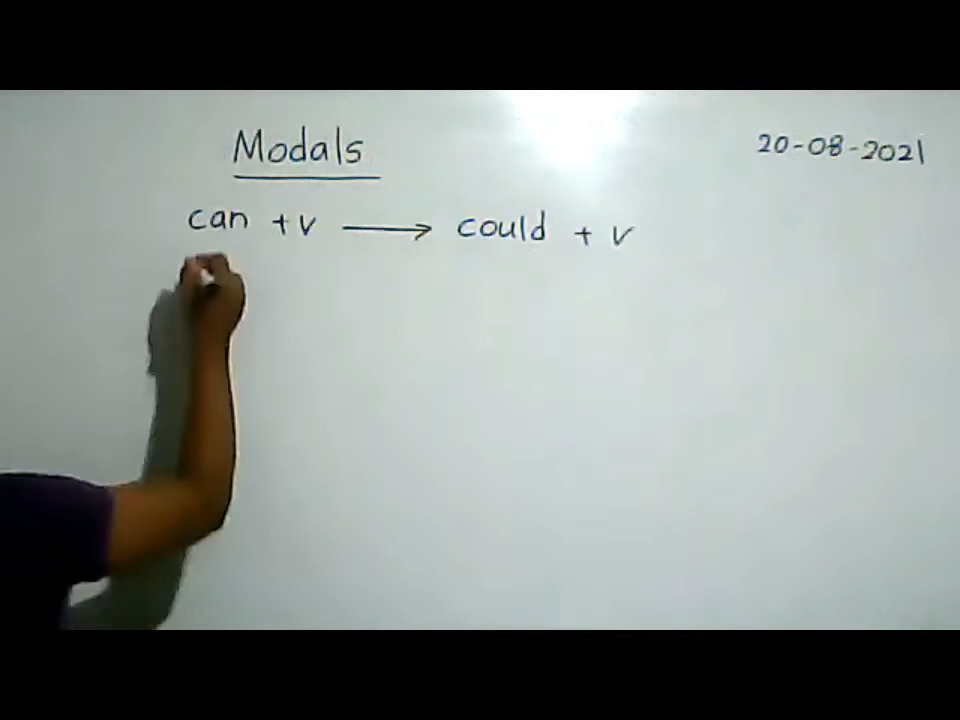 Modals
20-08-2021
can + v ⟶ could + v